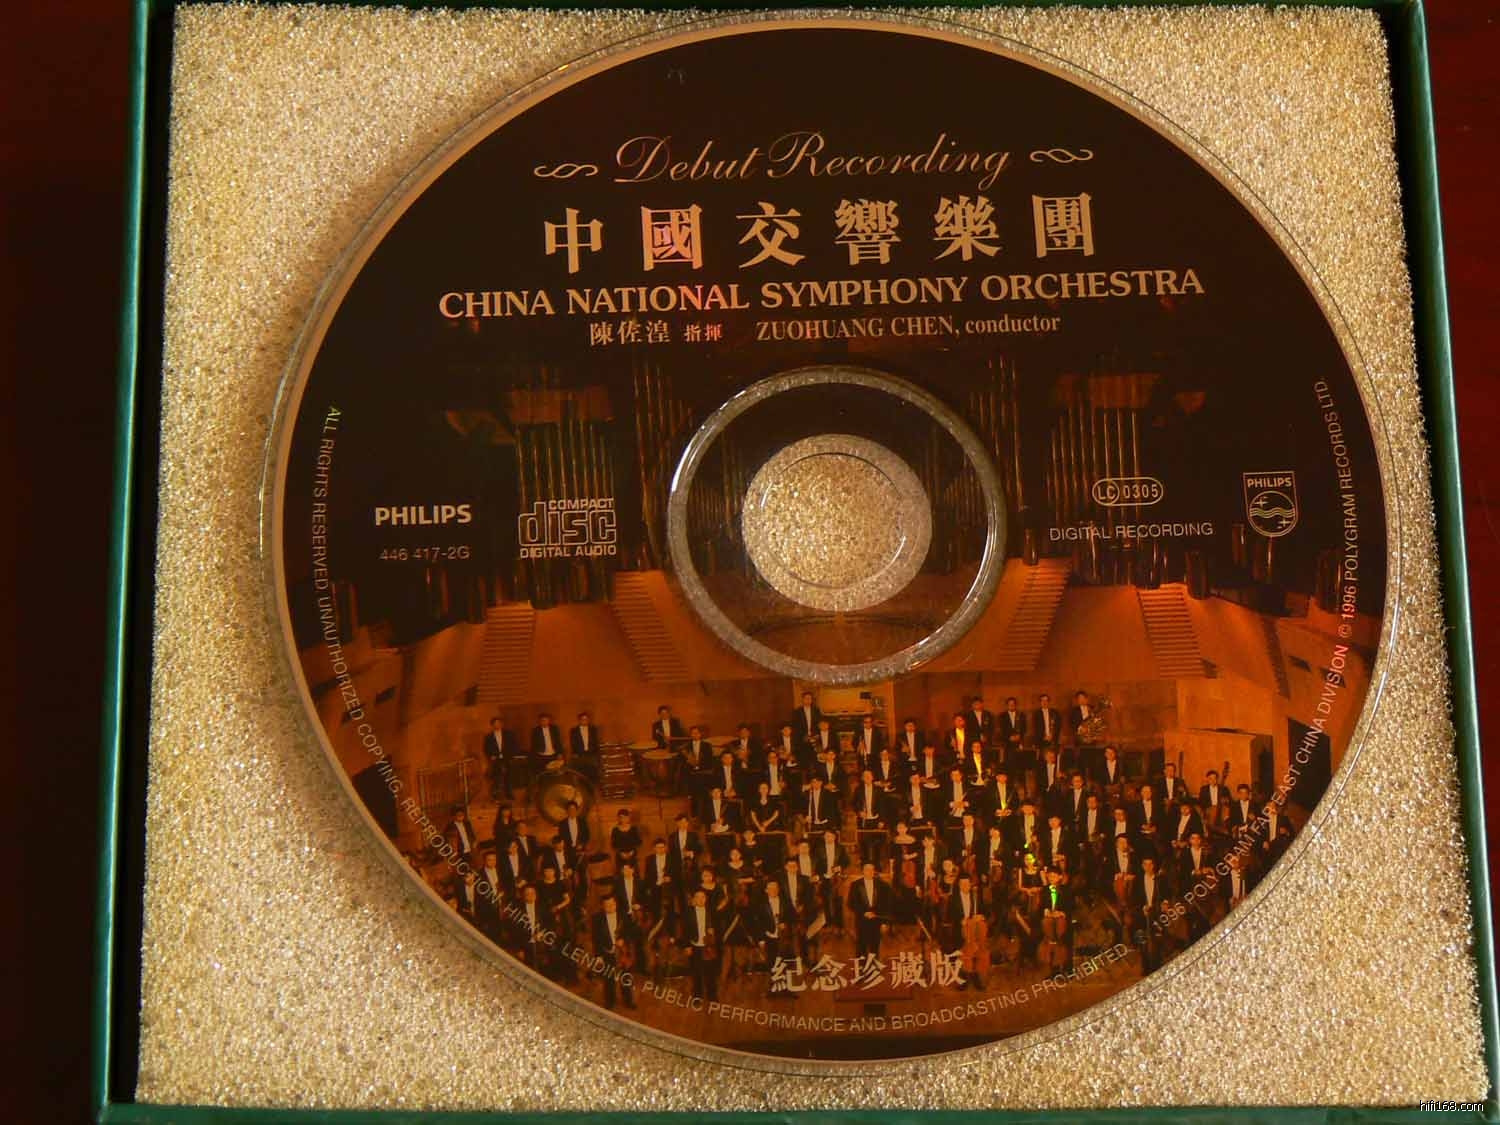 Debut Recording
中國交響樂團
CHINA NATIONAL SYMPHONY ORCHESTRA
陳佐湟 指揮 ZUOHUANG CHEN, conductor
PHILIPS
446 417-2G
COMPACT
disc
DIGITAL AUDIO
LC 0305
DIGITAL RECORDING
PHILIPS
紀念珍藏版
ALL RIGHTS RESERVED. UNAUTHORIZED COPYING, REPRODUCTION, HIRING, LENDING, PUBLIC PERFORMANCE AND BROADCASTING PROHIBITED. ℗ 1996 POLYGRAM FAR EAST CHINA DIVISION © 1996 POLYGRAM RECORDS LTD.
hifi168.com